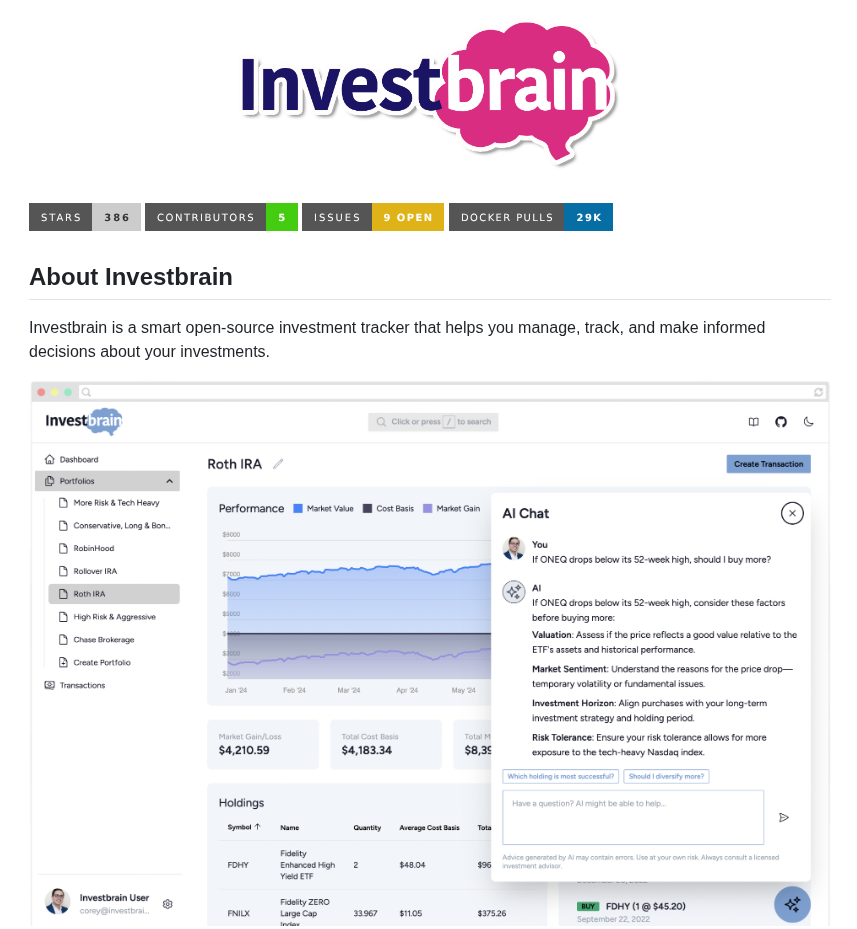 Investbrain
STARS 386 CONTRIBUTORS 5 ISSUES 9 OPEN DOCKER PULLS 29K
About Investbrain
Investbrain is a smart open-source investment tracker that helps you manage, track, and make informed
decisions about your investments.
Investbrain
Click or press / to search
Dashboard
Portfolios
More Risk & Tech Heavy
Conservative, Long & Bon...
RobinHood
Rollover IRA
Roth IRA
High Risk & Aggressive
Chase Brokerage
Create Portfolio
Transactions
Investbrain User
corey@investbrai...
Roth IRA
Create Transaction
Performance Market Value Cost Basis Market Gain
$9000
$8000
$7000
$6000
$5000
$4000
$3000
$2000
Jan '24 Feb '24 Mar '24 Apr '24 May '24
Market Gain/Loss
$4,210.59
Total Cost Basis
$4,183.34
Total M
$8,39
Holdings
Symbol Name Quantity Average Cost Basis Tota
FDHY Fidelity Enhanced High Yield ETF 2 $48.04 $96
FNILX Fidelity ZERO Large Cap Index 33.967 $11.05 $375.26
AI Chat
You
If ONEQ drops below its 52-week high, should I buy more?
AI
If ONEQ drops below its 52-week high, consider these factors
before buying more:
Valuation: Assess if the price reflects a good value relative to the
ETF's assets and historical performance.
Market Sentiment: Understand the reasons for the price drop—
temporary volatility or fundamental issues.
Investment Horizon: Align purchases with your long-term
investment strategy and holding period.
Risk Tolerance: Ensure your risk tolerance allows for more
exposure to the tech-heavy Nasdaq index.
Which holding is most successful? Should I diversify more?
Have a question? AI might be able to help...
Advice generated by AI may contain errors. Use at your own risk. Always consult a licensed
investment advisor.
BUY FDHY (1 @ $45.20)
September 22, 2022